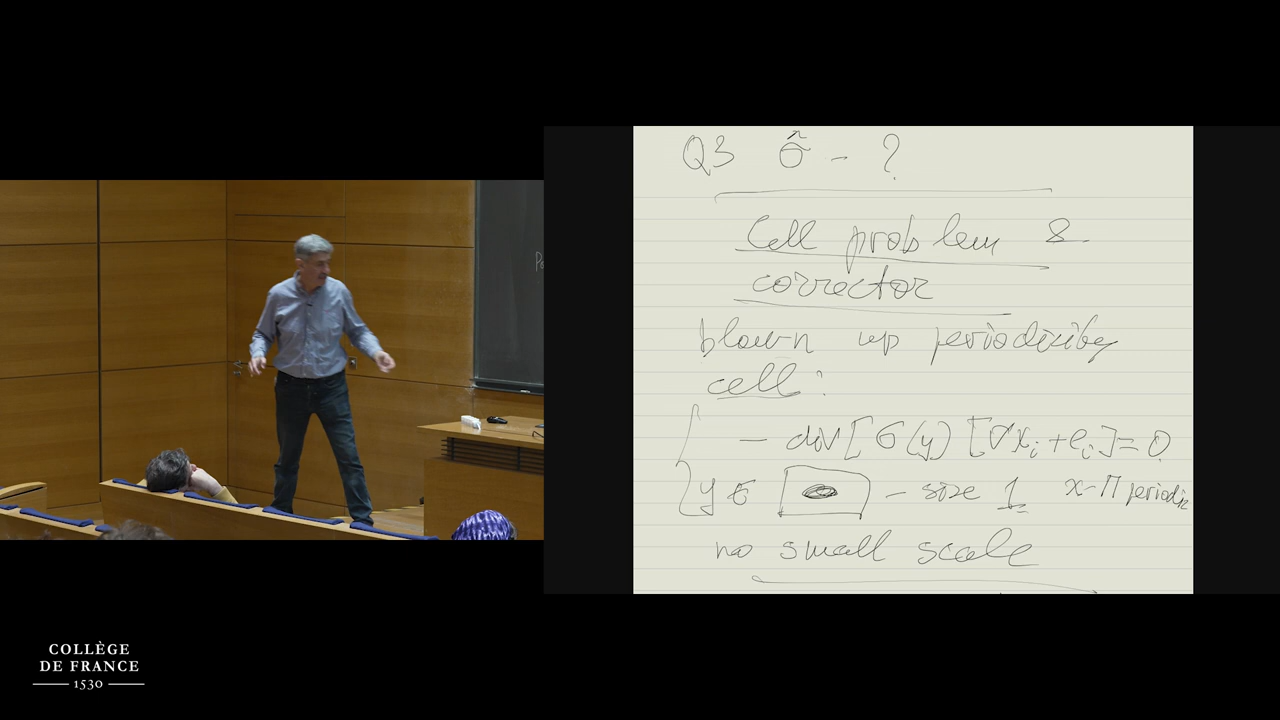 Q3 σ̂ - ?
Cell problem &
corrector
blown up periodicity
cell:
- div[σ(y)[∇χᵢ+eᵢ]=0
y ∈ - size 1 χ-Π periodic
no small scale
COLLÈGE
DE FRANCE
1530